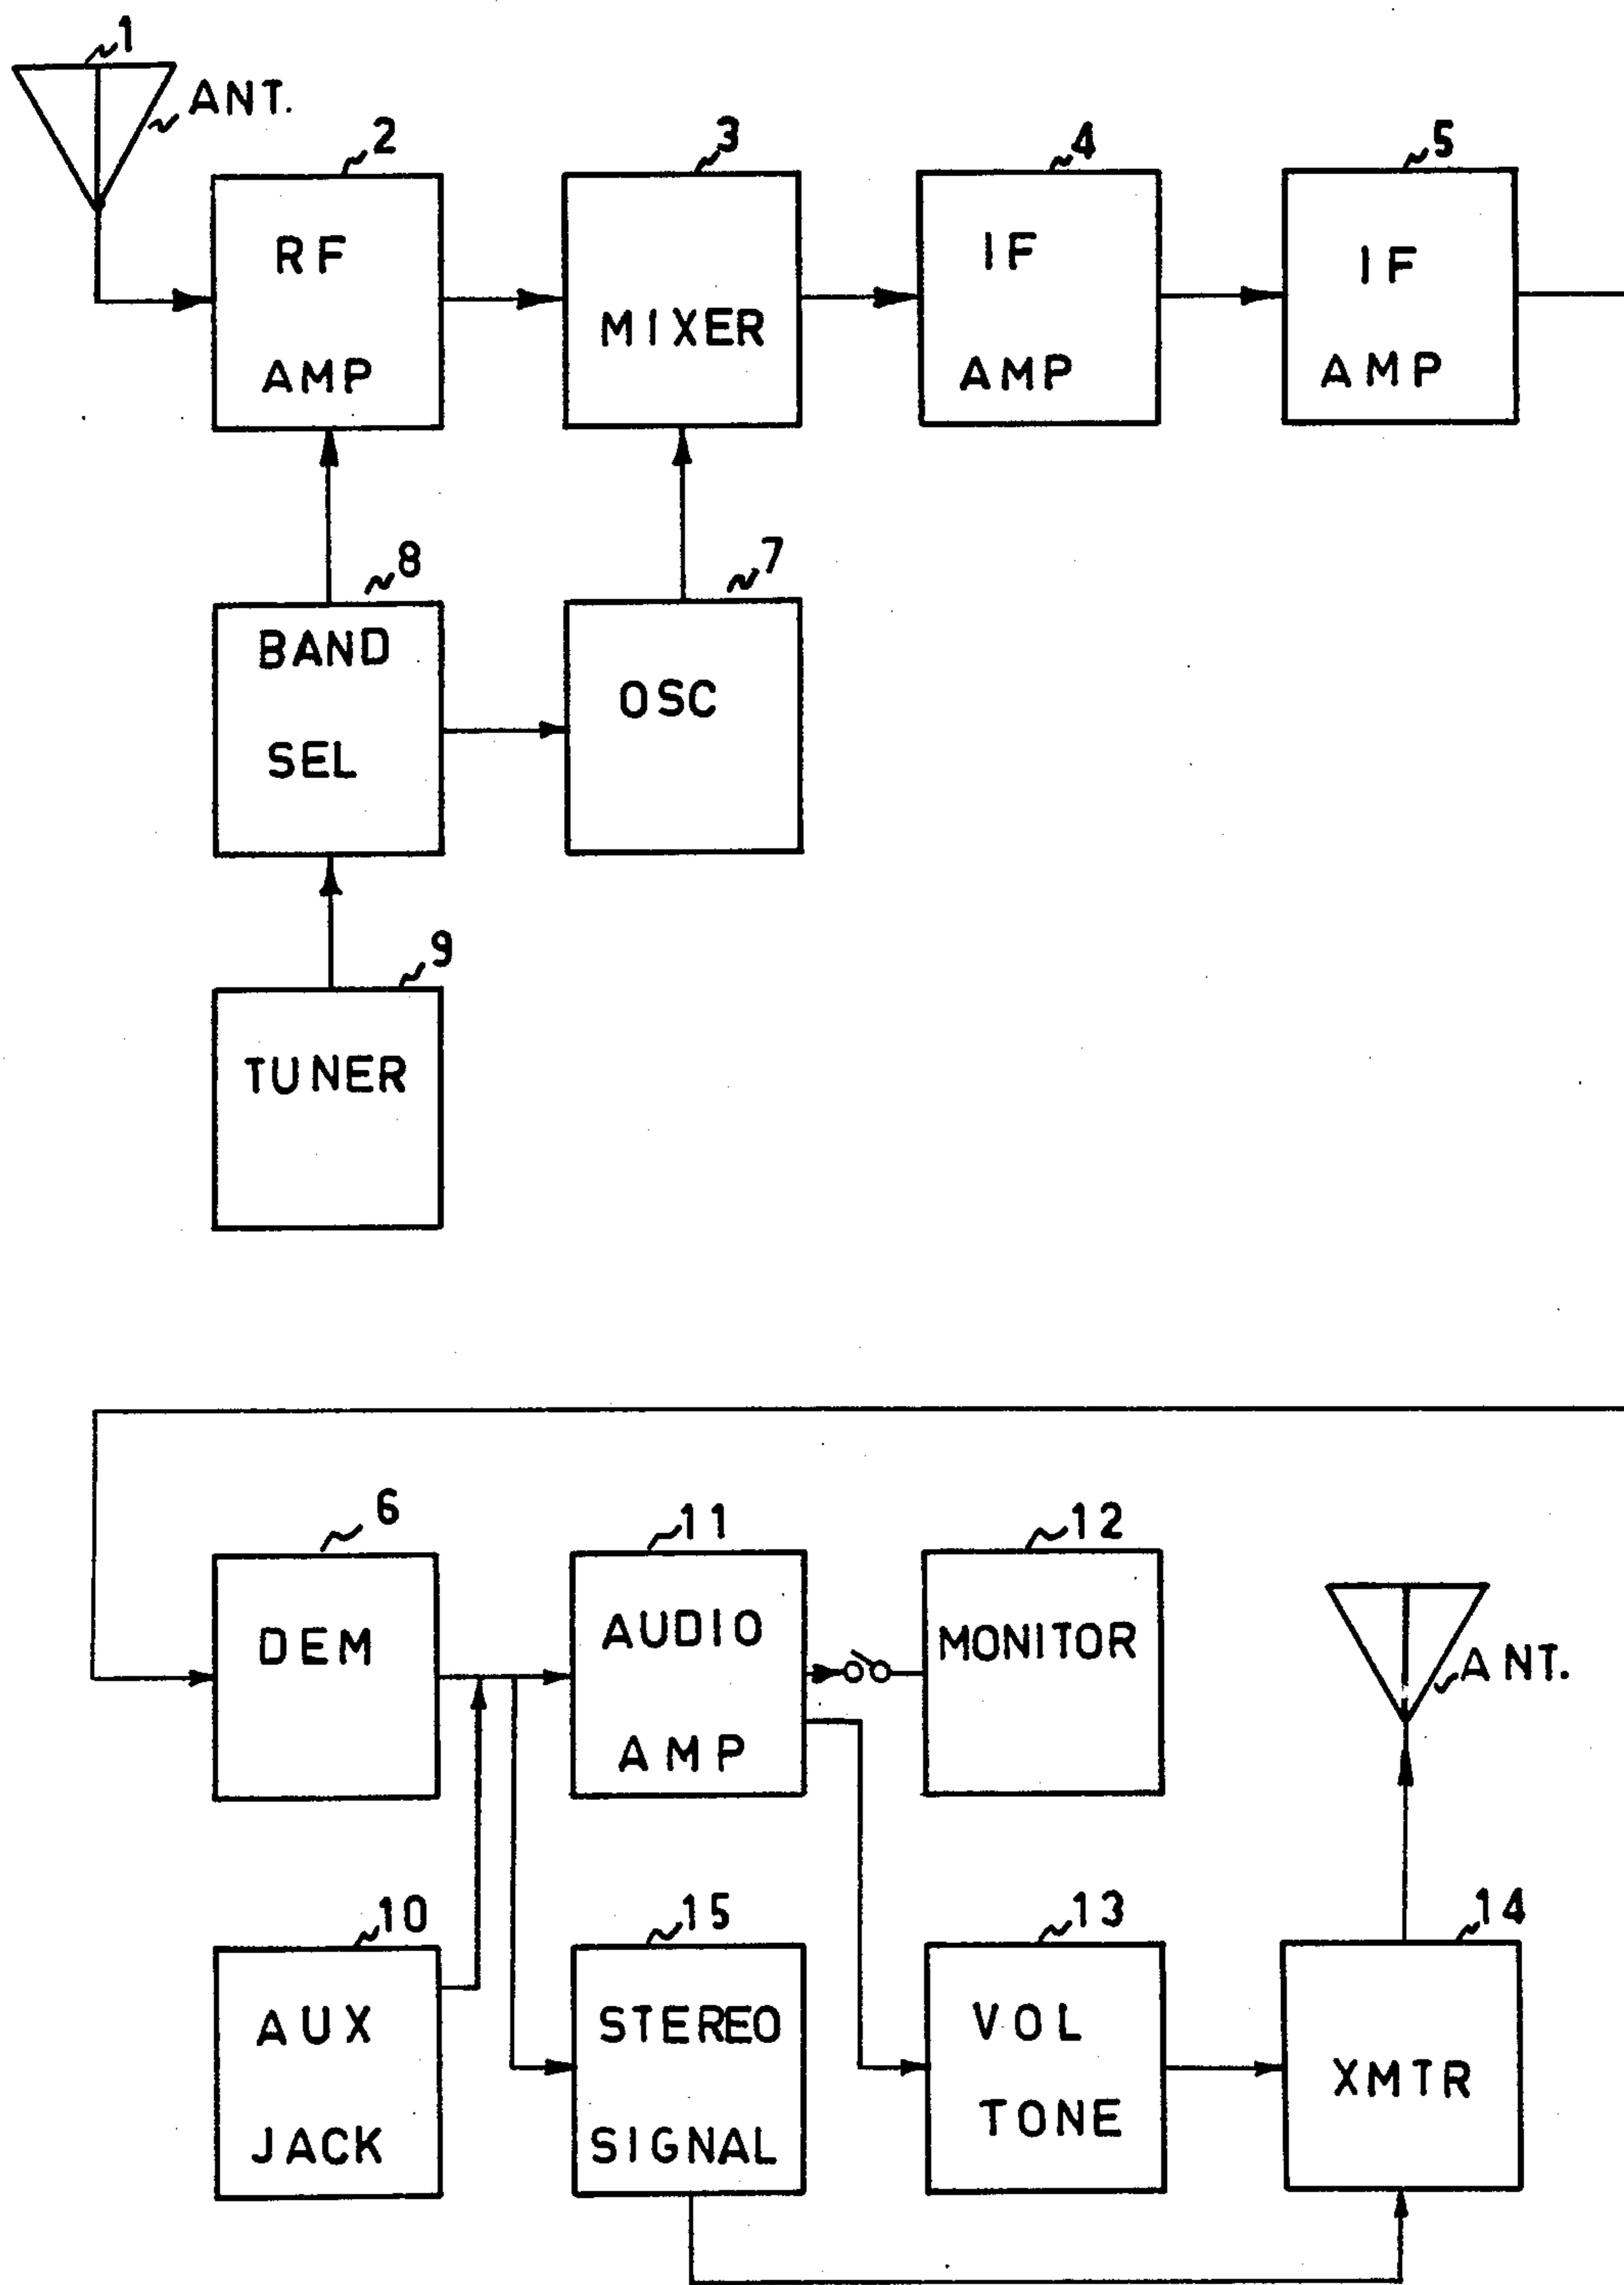 1
ANT.
2
3
4
5
RF
AMP
MIXER
IF
AMP
IF
AMP
8
7
BAND
SEL
OSC
9
TUNER
6
11
12
DEM
AUDIO
AMP
MONITOR
ANT.
10
15
13
14
AUX
JACK
STEREO
SIGNAL
VOL
TONE
XMTR